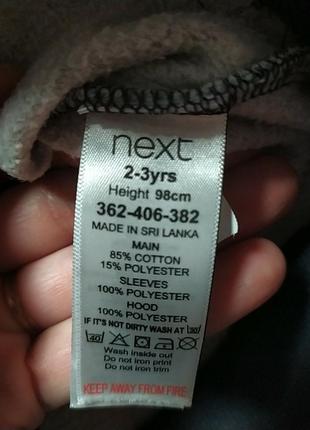 next
2-3yrs
Height 98cm
362-406-382
MADE IN SRI LANKA
MAIN
85% COTTON
15% POLYESTER
SLEEVES
100% POLYESTER
HOOD
100% POLYESTER
IF IT'S NOT DIRTY WASH AT 30
40
Wash inside out
Do not iron print
Do not iron trim
KEEP AWAY FROM FIRE